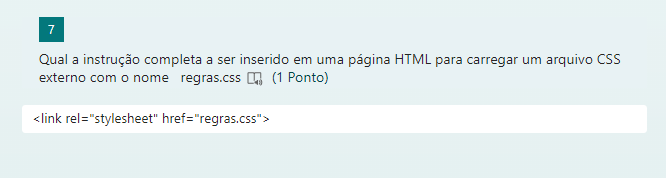 7
Qual a instrução completa a ser inserido em uma página HTML para carregar um arquivo CSS
externo com o nome regras.css (1 Ponto)
<link rel="stylesheet" href="regras.css">